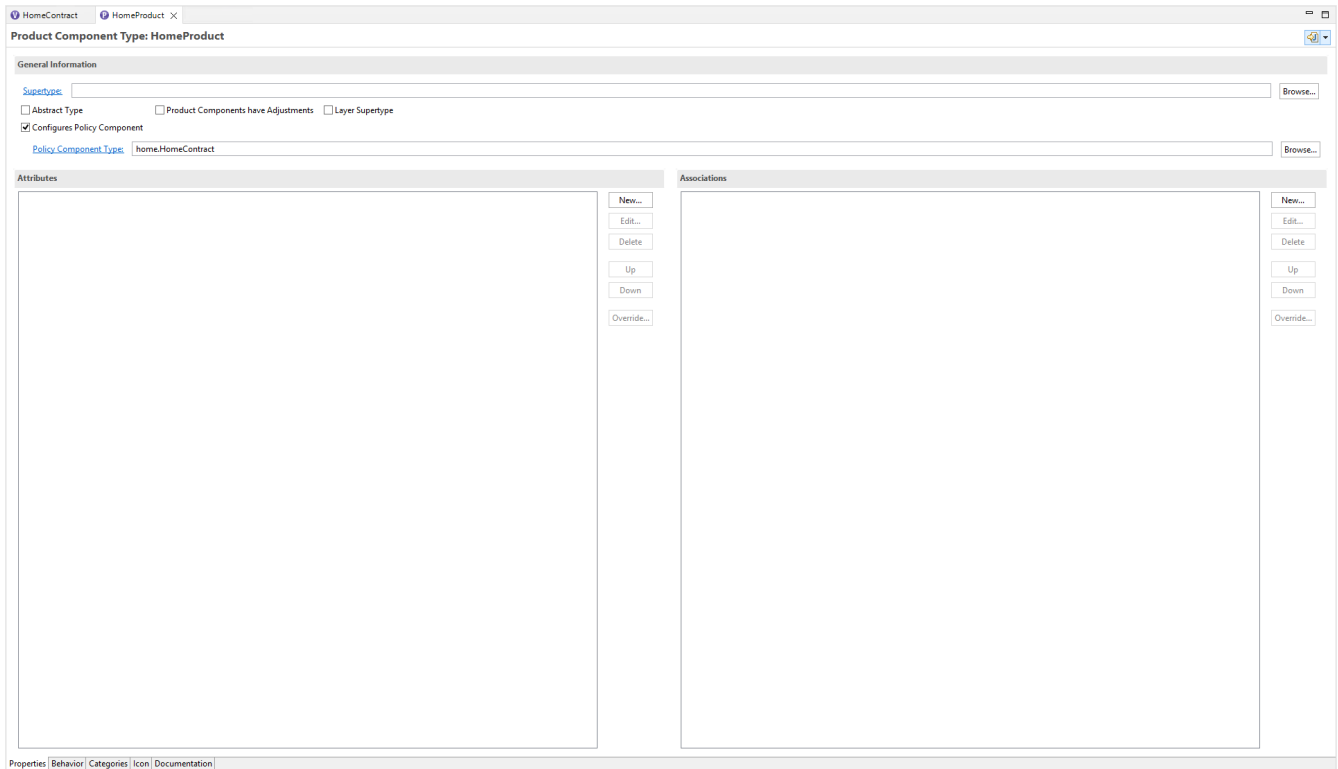 V HomeContract P HomeProduct
Product Component Type: HomeProduct
General Information
Supertype: Browse...
Abstract Type Product Components have Adjustments Layer Supertype
Configures Policy Component
Policy Component Type: home.HomeContract Browse...
Attributes
New...
Edit...
Delete
Up
Down
Override...
Associations
New...
Edit...
Delete
Up
Down
Override...
Properties Behavior Categories Icon Documentation